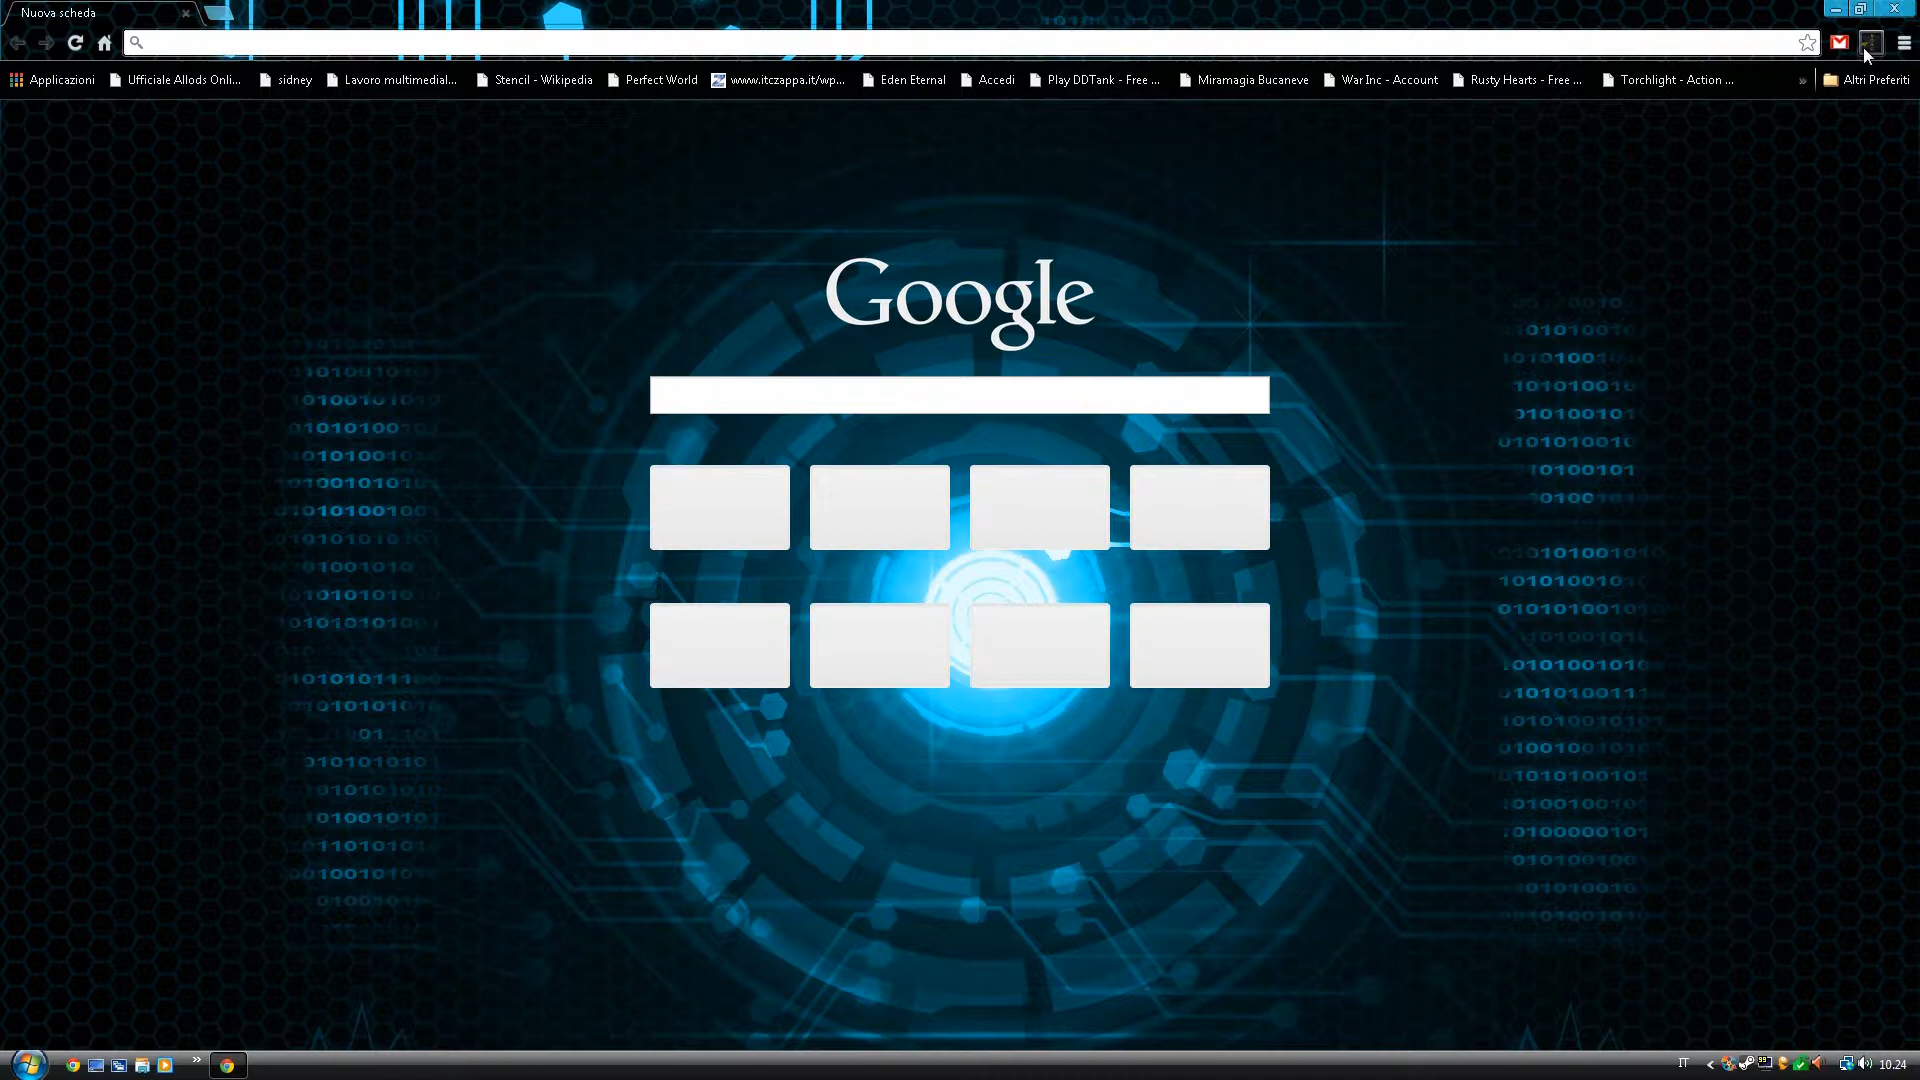 Nuova scheda
Applicazioni Ufficiale Allods Onli... sidney Lavoro multimedial... Stencil - Wikipedia Perfect World www.itczappa.it/wp... Eden Eternal Accedi Play DDTank - Free ... Miramagia Bucaneve War Inc - Account Rusty Hearts - Free ... Torchlight - Action ... » Altri Preferiti
Google
» IT 10.24